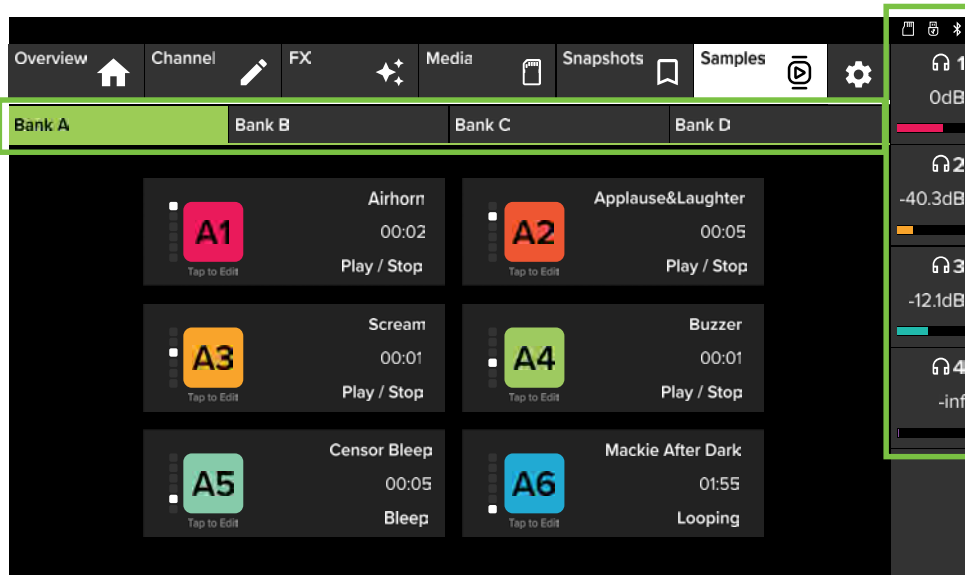 Overview
Channel
FX
Media
Snapshots
Samples
Bank A
Bank B
Bank C
Bank D
A1
Tap to Edit
Airhorn
00:02
Play / Stop
A2
Tap to Edit
Applause&Laughter
00:05
Play / Stop
A3
Tap to Edit
Scream
00:01
Play / Stop
A4
Tap to Edit
Buzzer
00:01
Play / Stop
A5
Tap to Edit
Censor Bleep
00:05
Bleep
A6
Tap to Edit
Mackie After Dark
01:55
Looping
1
0dB
2
-40.3dB
3
-12.1dB
4
-inf